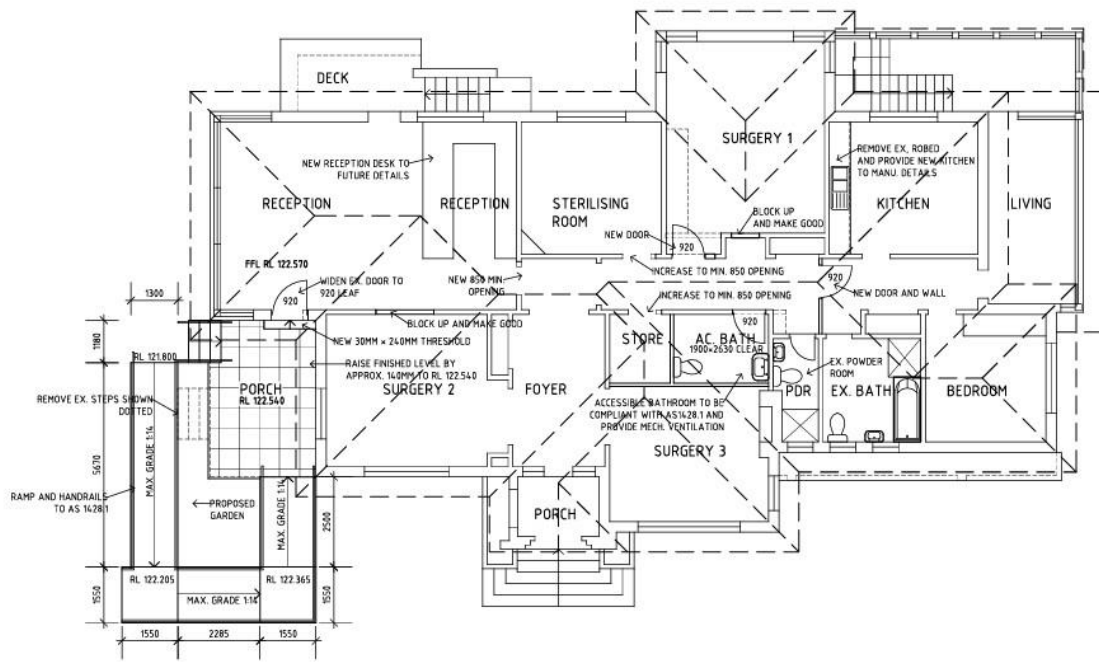 DECK
SURGERY 1
NEW RECEPTION DESK TO
FUTURE DETAILS
REMOVE EX. ROBED
AND PROVIDE NEW KITCHEN
TO MANU. DETAILS
RECEPTION
RECEPTION
STERILISING
ROOM
KITCHEN
LIVING
BLOCK UP
AND MAKE GOOD
NEW DOOR
920
FFL RL 122.570
WIDEN EX. DOOR TO
920 LEAF
920
NEW 850 MIN
OPENING
INCREASE TO MIN. 850 OPENING
920
NEW DOOR AND WALL
INCREASE TO MIN. 850 OPENING
1300
1180
BLOCK UP AND MAKE GOOD
NEW 30MM × 240MM THRESHOLD
920
STORE
AC. BATH
1900×2630 CLEAR
RL 121.800
RAISE FINISHED LEVEL BY
APPROX. 140MM TO RL 122.540
PORCH
RL 122.540
SURGERY 2
FOYER
EX. POWDER
ROOM
PDR
EX. BATH
BEDROOM
REMOVE EX. STEPS SHOWN
DOTTED
ACCESSIBLE BATHROOM TO BE
COMPLIANT WITH AS1428.1 AND
PROVIDE MECH. VENTILATION
SURGERY 3
5670
MAX. GRADE 1:14
RAMP AND HANDRAILS
TO AS 1428.1
PROPOSED
GARDEN
MAX. GRADE 1:14
2500
PORCH
RL 122.205
RL 122.365
1550
MAX. GRADE 1:14
1550
1550
2285
1550